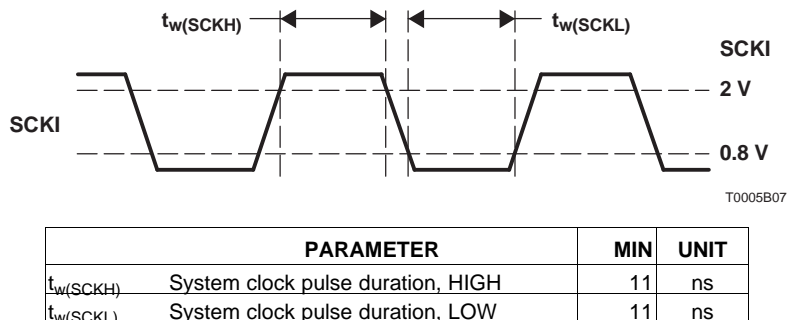 tw(SCKH)
tw(SCKL)
SCKI
2 V
SCKI
0.8 V
T0005B07
PARAMETER MIN UNIT
tw(SCKH) System clock pulse duration, HIGH 11 ns
tw(SCKL) System clock pulse duration, LOW 11 ns